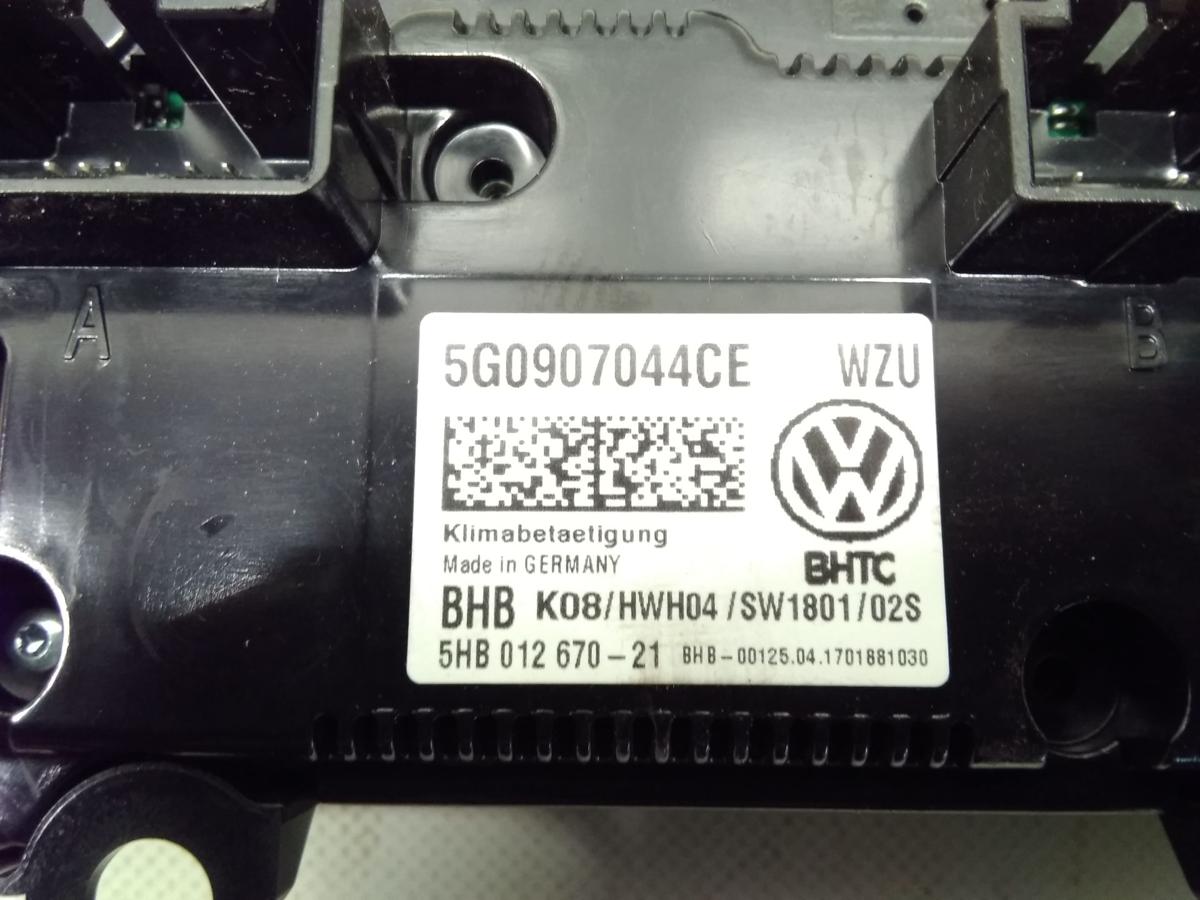 A
B
5G0907044CE WZU
Klimabetaetigung
Made in GERMANY
BHTC
BHB K08/HWH04/SW1801/02S
5HB 012 670-21 BHB-00125.04.1701881030